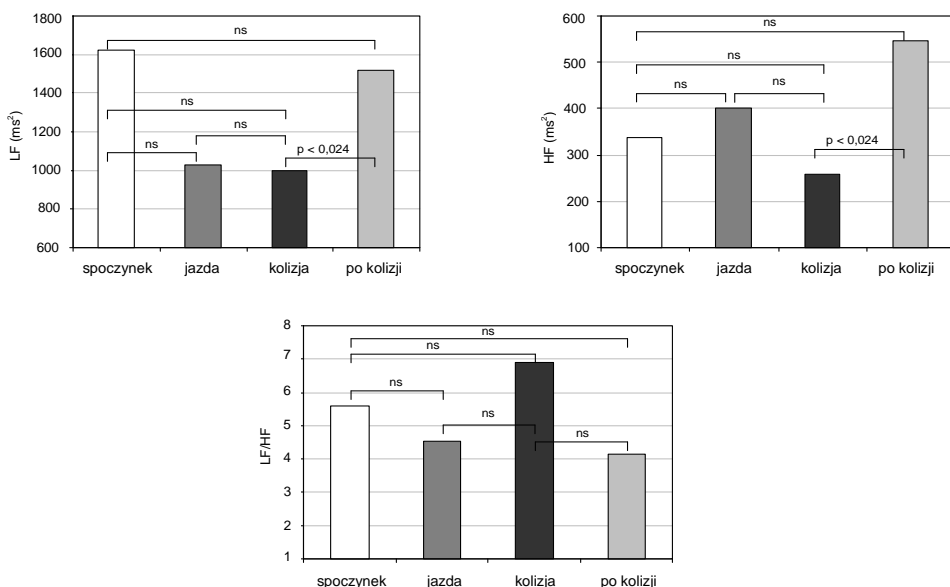 1800
1600
1400
1200
1000
800
600
LF (ms²)
ns
ns
ns
ns
p < 0,024
spoczynek jazda kolizja po kolizji
600
500
400
300
200
100
HF (ms²)
ns
ns
ns ns
p < 0,024
spoczynek jazda kolizja po kolizji
8
7
6
5
4
3
2
1
LF/HF
ns
ns
ns
ns
ns
spoczynek jazda kolizja po kolizji